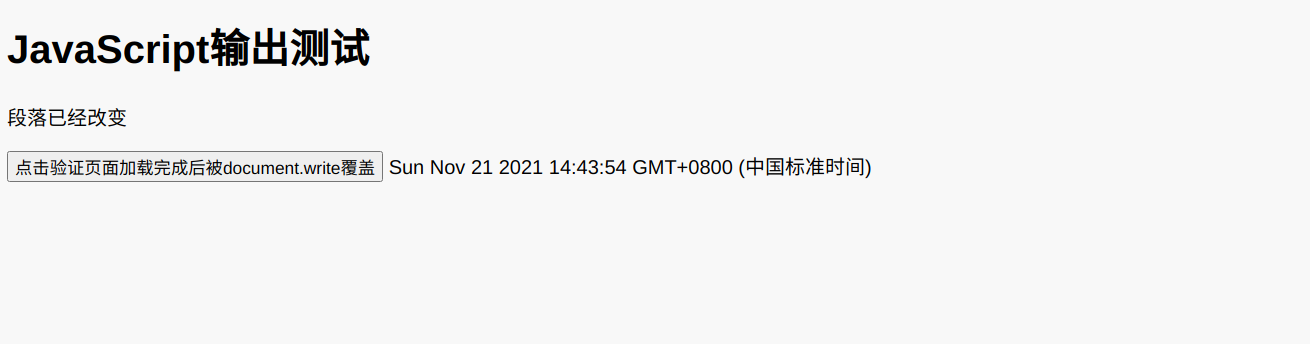 JavaScript输出测试
段落已经改变
点击验证页面加载完成后被document.write覆盖 Sun Nov 21 2021 14:43:54 GMT+0800 (中国标准时间)